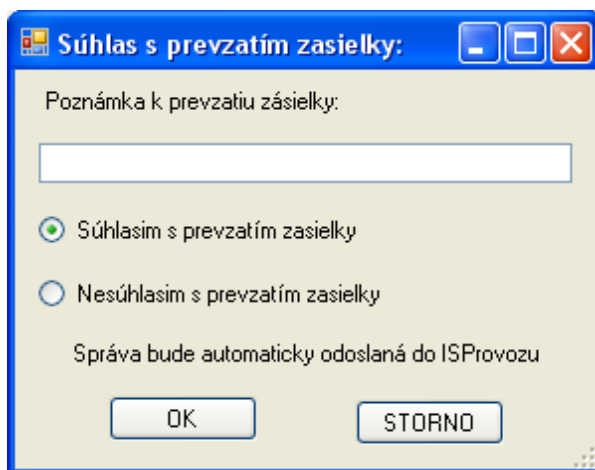 Súhlas s prevzatím zasielky:
Poznámka k prevzatiu zásielky:
Súhlasim s prevzatím zasielky
Nesúhlasim s prevzatím zasielky
Správa bude automaticky odoslaná do ISProvozu
OK
STORNO